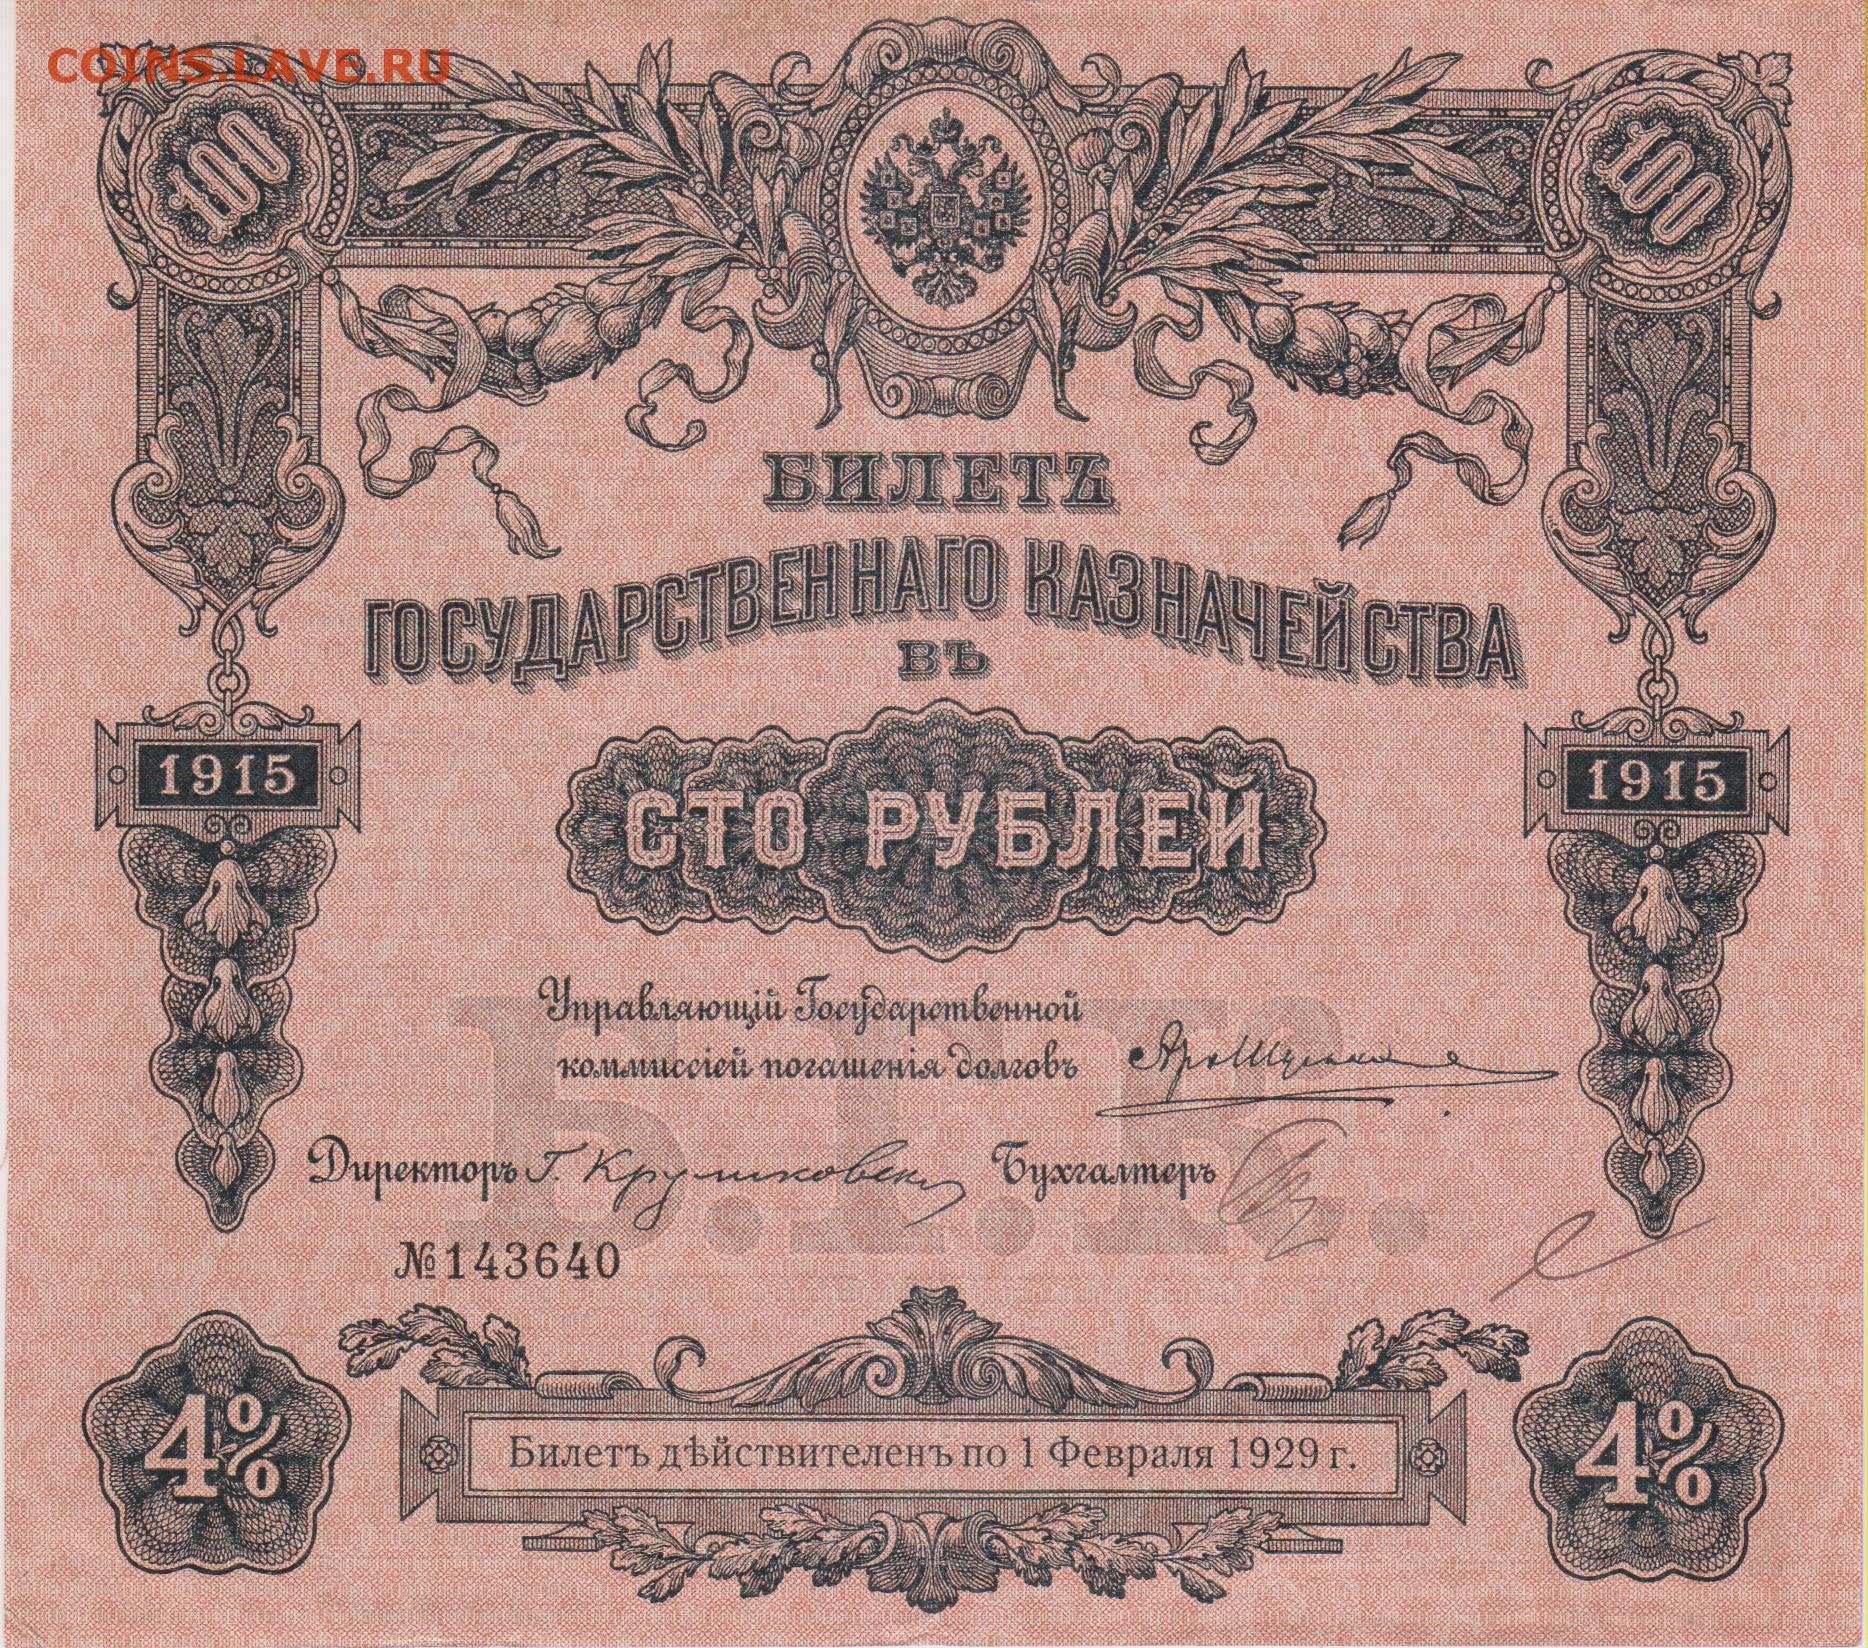 COINS.LAVE.RU
100
100
БИЛЕТЪ
ГОСУДАРСТВЕННАГО КАЗНАЧЕЙСТВА
ВЪ
1915
1915
СТО РУБЛЕЙ
Управляющій Государственной
коммиссіей погашенія долговъ
Директоръ
Бухгалтеръ
Б.Г.К.
№143640
4%
4%
Билетъ дѣйствителенъ по 1 Февраля 1929 г.